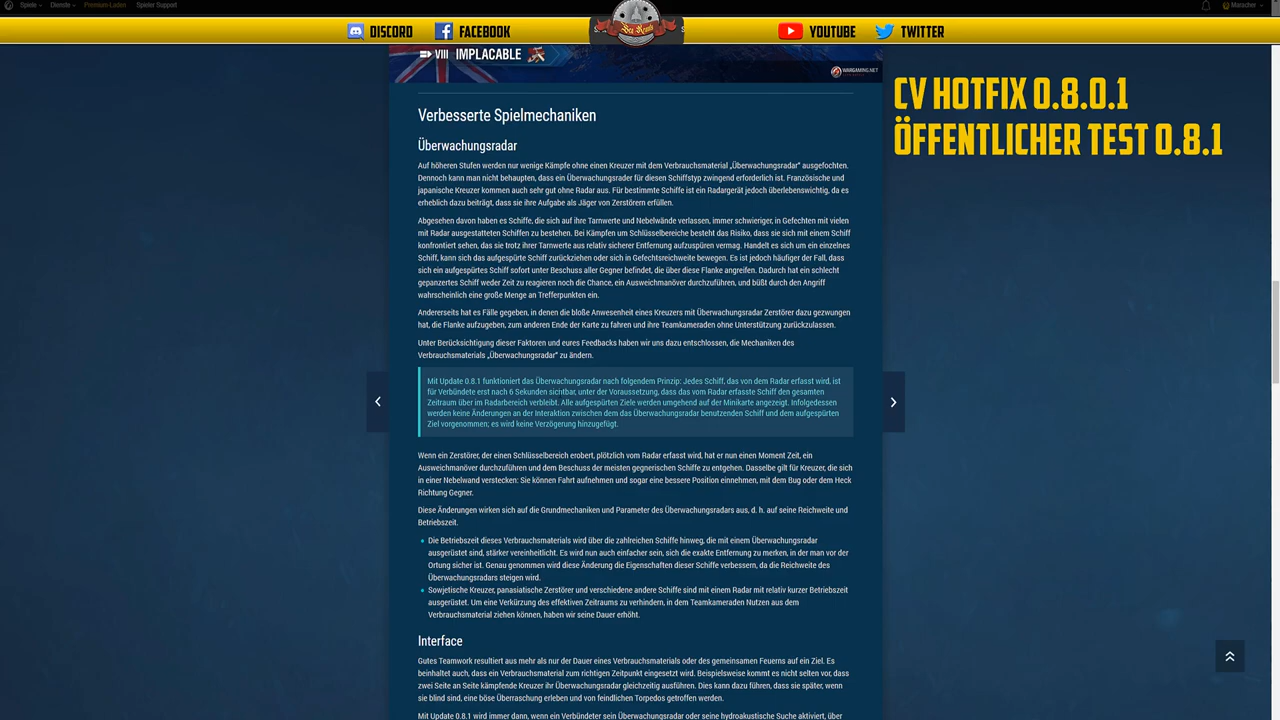 Spiele
Dienste
Premium-Laden
Spieler Support
Maracher
DISCORD
FACEBOOK
Sea Rems
YOUTUBE
TWITTER
VIII IMPLACABLE
WARGAMING.NET
CV HOTFIX 0.8.0.1
ÖFFENTLICHER TEST 0.8.1
Verbesserte Spielmechaniken
Überwachungsradar
Auf höheren Stufen werden nur wenige Kämpfe ohne einen Kreuzer mit dem Verbrauchsmaterial „Überwachungsradar" ausgefochten.
Dennoch kann man nicht behaupten, dass ein Überwachungsrader für diesen Schiffstyp zwingend erforderlich ist. Französische und
japanische Kreuzer kommen auch sehr gut ohne Radar aus. Für bestimmte Schiffe ist ein Radargerät jedoch überlebenswichtig, da es
erheblich dazu beiträgt, dass sie ihre Aufgabe als Jäger von Zerstörern erfüllen.
Abgesehen davon haben es Schiffe, die sich auf ihre Tarnwerte und Nebelwände verlassen, immer schwieriger, in Gefechten mit vielen
mit Radar ausgestatteten Schiffen zu bestehen. Bei Kämpfen um Schlüsselbereiche besteht das Risiko, dass sie sich mit einem Schiff
konfrontiert sehen, das sie trotz ihrer Tarnwerte aus relativ sicherer Entfernung aufzuspüren vermag. Handelt es sich um ein einzelnes
Schiff, kann sich das aufgespürte Schiff zurückziehen oder sich in Gefechtsreichweite bewegen. Es ist jedoch häufiger der Fall, dass
sich ein aufgespürtes Schiff sofort unter Beschuss aller Gegner befindet, die über diese Flanke angreifen. Dadurch hat ein schlecht
gepanzertes Schiff weder Zeit zu reagieren noch die Chance, ein Ausweichmanöver durchzuführen, und büßt durch den Angriff
wahrscheinlich eine große Menge an Trefferpunkten ein.
Andererseits hat es Fälle gegeben, in denen die bloße Anwesenheit eines Kreuzers mit Überwachungsradar Zerstörer dazu gezwungen
hat, die Flanke aufzugeben, zum anderen Ende der Karte zu fahren und ihre Teamkameraden ohne Unterstützung zurückzulassen.
Unter Berücksichtigung dieser Faktoren und eures Feedbacks haben wir uns dazu entschlossen, die Mechaniken des
Verbrauchsmaterials „Überwachungsradar" zu ändern.
Mit Update 0.8.1 funktioniert das Überwachungsradar nach folgendem Prinzip: Jedes Schiff, das von dem Radar erfasst wird, ist
für Verbündete erst nach 6 Sekunden sichtbar, unter der Voraussetzung, dass das vom Radar erfasste Schiff den gesamten
Zeitraum über im Radarbereich verbleibt. Alle aufgespürten Ziele werden umgehend auf der Minikarte angezeigt. Infolgedessen
werden keine Änderungen an der Interaktion zwischen dem das Überwachungsradar benutzenden Schiff und dem aufgespürten
Ziel vorgenommen; es wird keine Verzögerung hinzugefügt.
Wenn ein Zerstörer, der einen Schlüsselbereich erobert, plötzlich vom Radar erfasst wird, hat er nun einen Moment Zeit, ein
Ausweichmanöver durchzuführen und dem Beschuss der meisten gegnerischen Schiffe zu entgehen. Dasselbe gilt für Kreuzer, die sich
in einer Nebelwand verstecken: Sie können Fahrt aufnehmen und sogar eine bessere Position einnehmen, mit dem Bug oder dem Heck
Richtung Gegner.
Diese Änderungen wirken sich auf die Grundmechaniken und Parameter des Überwachungsradars aus, d. h. auf seine Reichweite und
Betriebszeit.
Die Betriebszeit dieses Verbrauchsmaterials wird über die zahlreichen Schiffe hinweg, die mit einem Überwachungsradar
ausgerüstet sind, stärker vereinheitlicht. Es wird nun auch einfacher sein, sich die exakte Entfernung zu merken, in der man vor der
Ortung sicher ist. Genau genommen wird diese Änderung die Eigenschaften dieser Schiffe verbessern, da die Reichweite des
Überwachungsradars steigen wird.
Sowjetische Kreuzer, panasiatische Zerstörer und verschiedene andere Schiffe sind mit einem Radar mit relativ kurzer Betriebszeit
ausgerüstet. Um eine Verkürzung des effektiven Zeitraums zu verhindern, in dem Teamkameraden Nutzen aus dem
Verbrauchsmaterial ziehen können, haben wir seine Dauer erhöht.
Interface
Gutes Teamwork resultiert aus mehr als nur der Dauer eines Verbrauchsmaterials oder des gemeinsamen Feuerns auf ein Ziel. Es
beinhaltet auch, dass ein Verbrauchsmaterial zum richtigen Zeitpunkt eingesetzt wird. Beispielsweise kommt es nicht selten vor, dass
zwei Seite an Seite kämpfende Kreuzer ihr Überwachungsradar gleichzeitig ausführen. Dies kann dazu führen, dass sie später, wenn
sie blind sind, eine böse Überraschung erleben und von feindlichen Torpedos getroffen werden.
Mit Update 0.8.1 wird immer dann, wenn ein Verbündeter sein Überwachungsradar oder seine hydroakustische Suche aktiviert, über